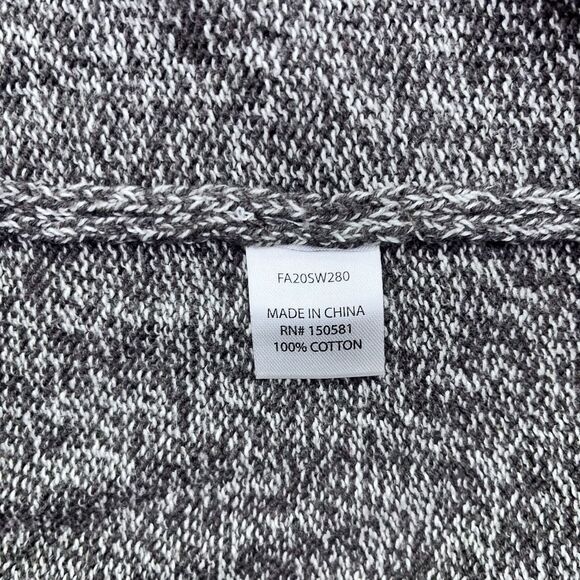 FA20SW280
MADE IN CHINA
RN# 150581
100% COTTON